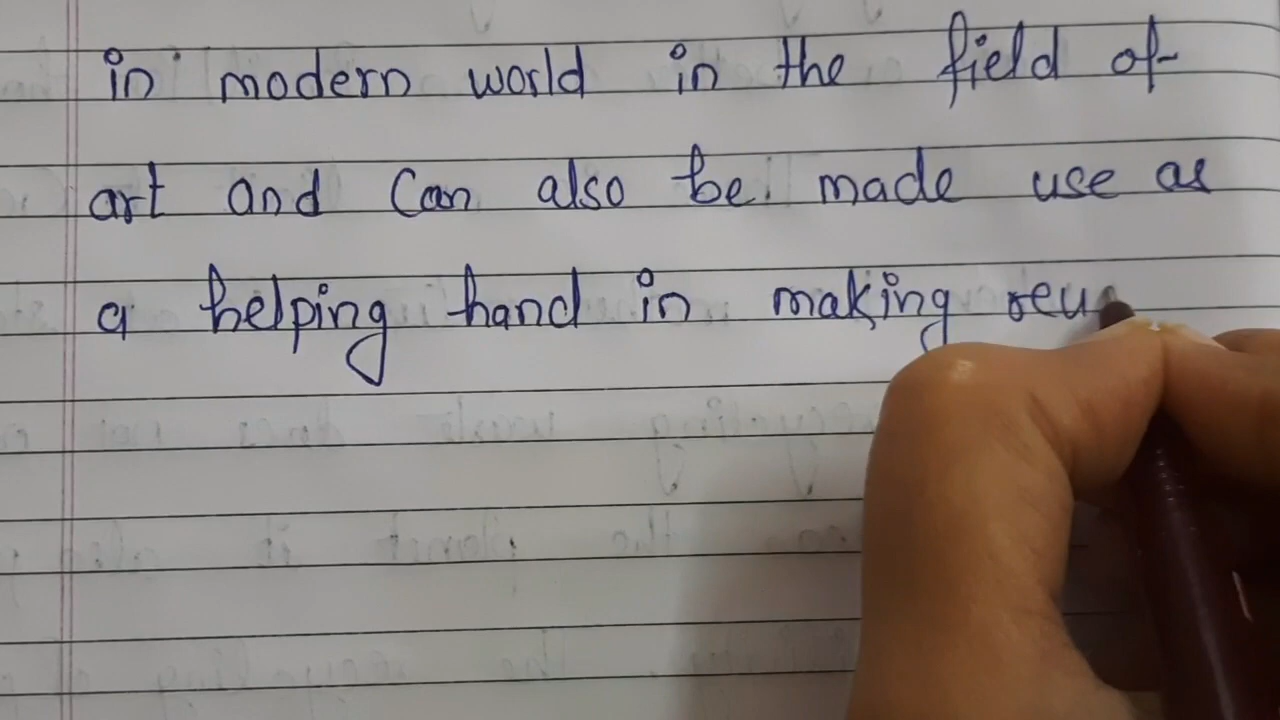 in modern world in the field of
art and Can also be made use as
a helping hand in making reu